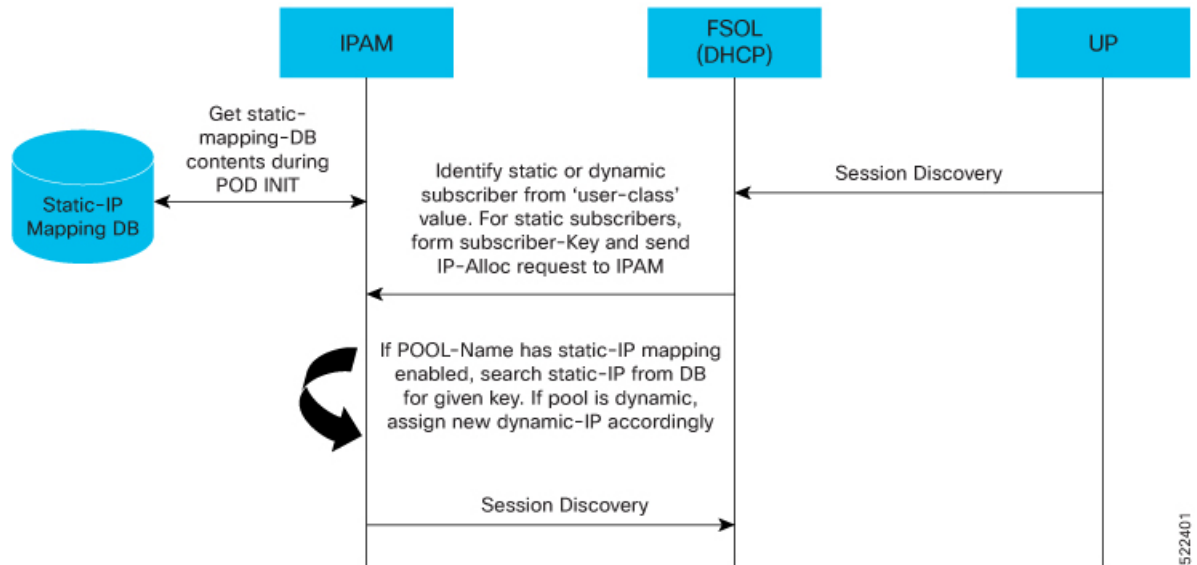 IPAM
FSOL
(DHCP)
UP
Get static-
mapping-DB
contents during
POD INIT
Static-IP
Mapping DB
Session Discovery
Identify static or dynamic
subscriber from ‘user-class’
value. For static subscribers,
form subscriber-Key and send
IP-Alloc request to IPAM
If POOL-Name has static-IP mapping
enabled, search static-IP from DB
for given key. If pool is dynamic,
assign new dynamic-IP accordingly
Session Discovery
522401